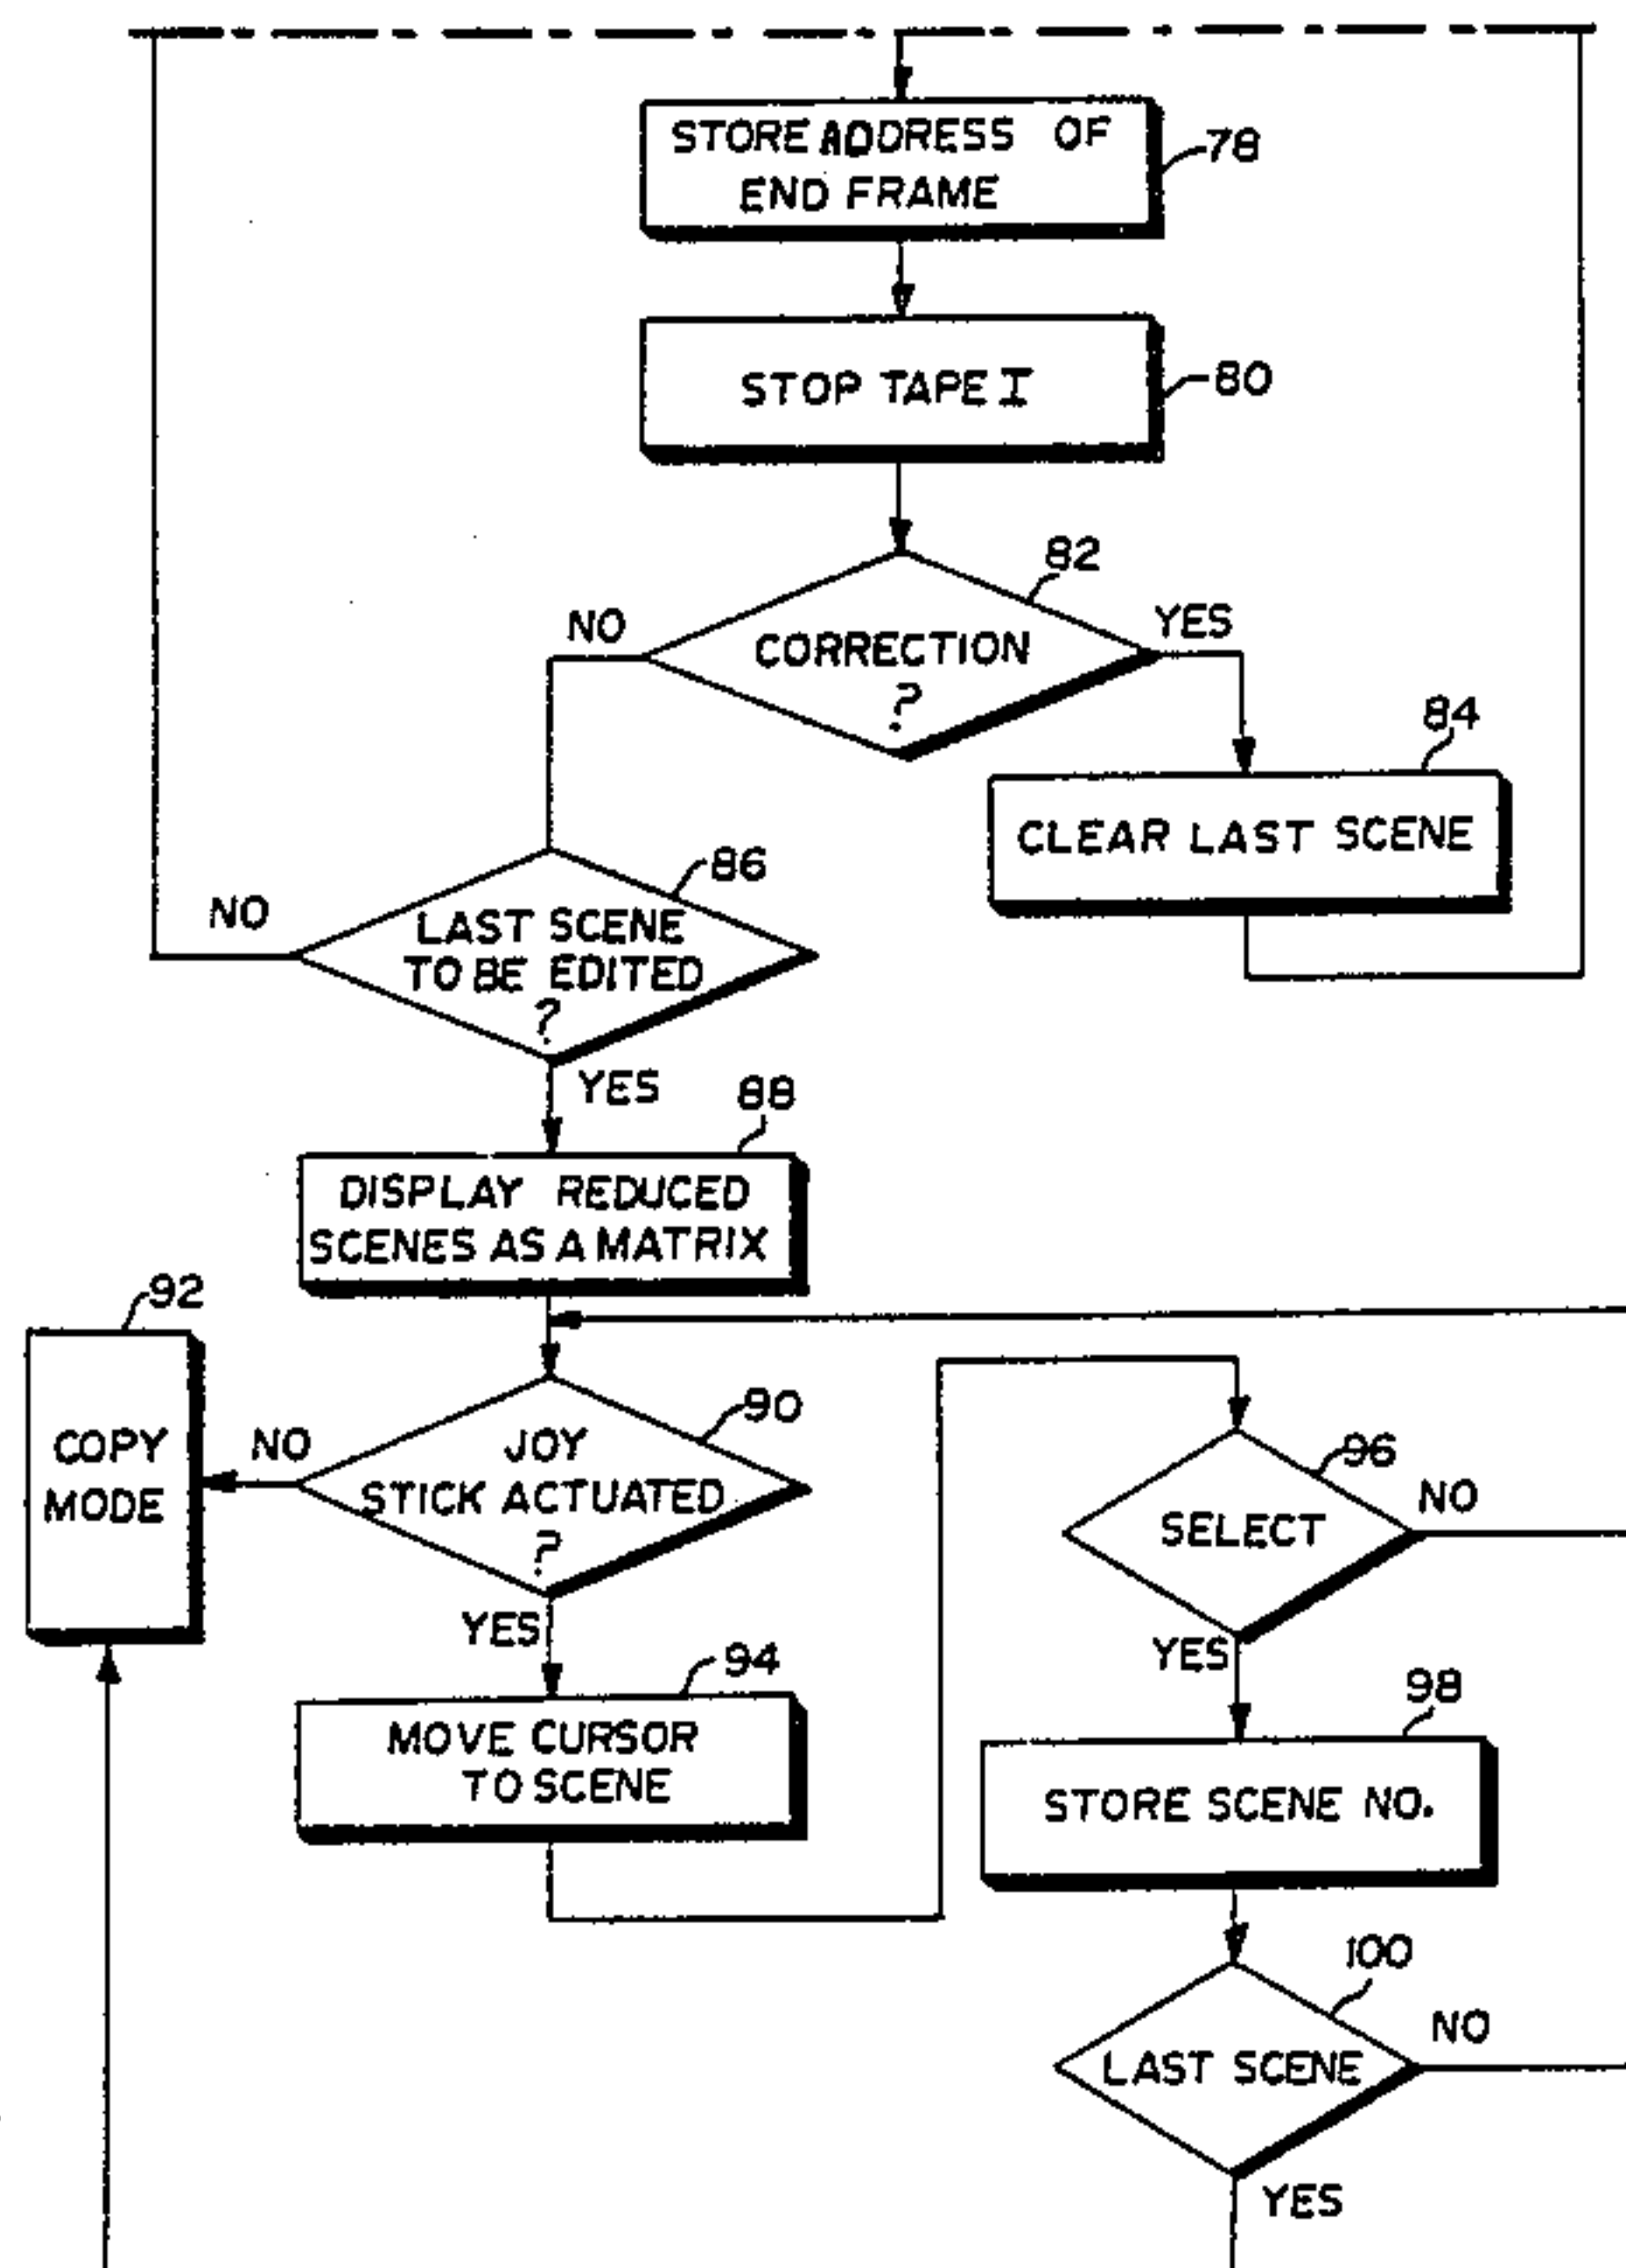 STORE ADDRESS OF
END FRAME
78
STOP TAPE I
80
82
NO
CORRECTION
?
YES
84
CLEAR LAST SCENE
86
NO
LAST SCENE
TO BE EDITED
?
YES
88
DISPLAY REDUCED
SCENES AS A MATRIX
92
COPY
MODE
NO
90
JOY
STICK ACTUATED
?
YES
94
MOVE CURSOR
TO SCENE
96
SELECT
NO
YES
98
STORE SCENE NO.
100
LAST SCENE
NO
YES